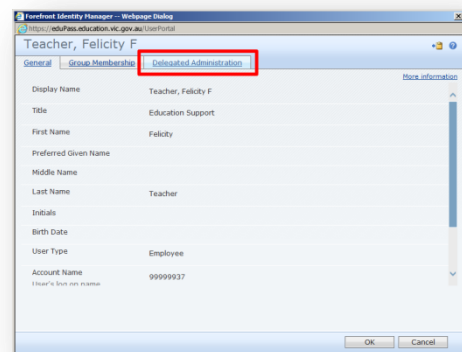 Forefront Identity Manager -- Webpage Dialog
https://eduPass.education.vic.gov.au/UserPortal
Teacher, Felicity F
General Group Membership Delegated Administration
More information
Display Name Teacher, Felicity F
Title Education Support
First Name Felicity
Preferred Given Name
Middle Name
Last Name Teacher
Initials
Birth Date
User Type Employee
Account Name 99999937
User's log on name
OK Cancel